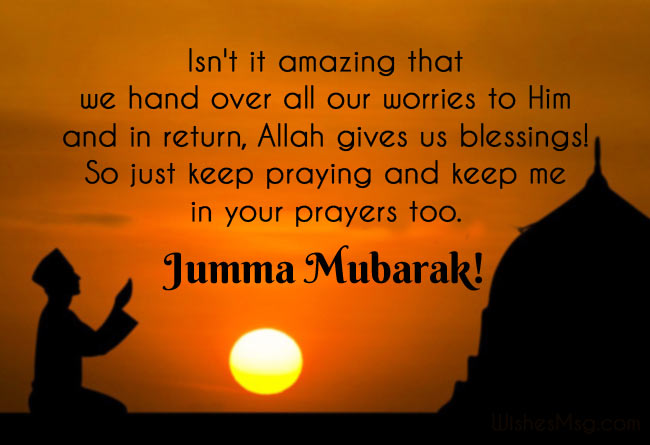 Isn't it amazing that
we hand over all our worries to Him
and in return, Allah gives us blessings!
So just keep praying and keep me
in your prayers too.
Jumma Mubarak!
WishesMsg.com